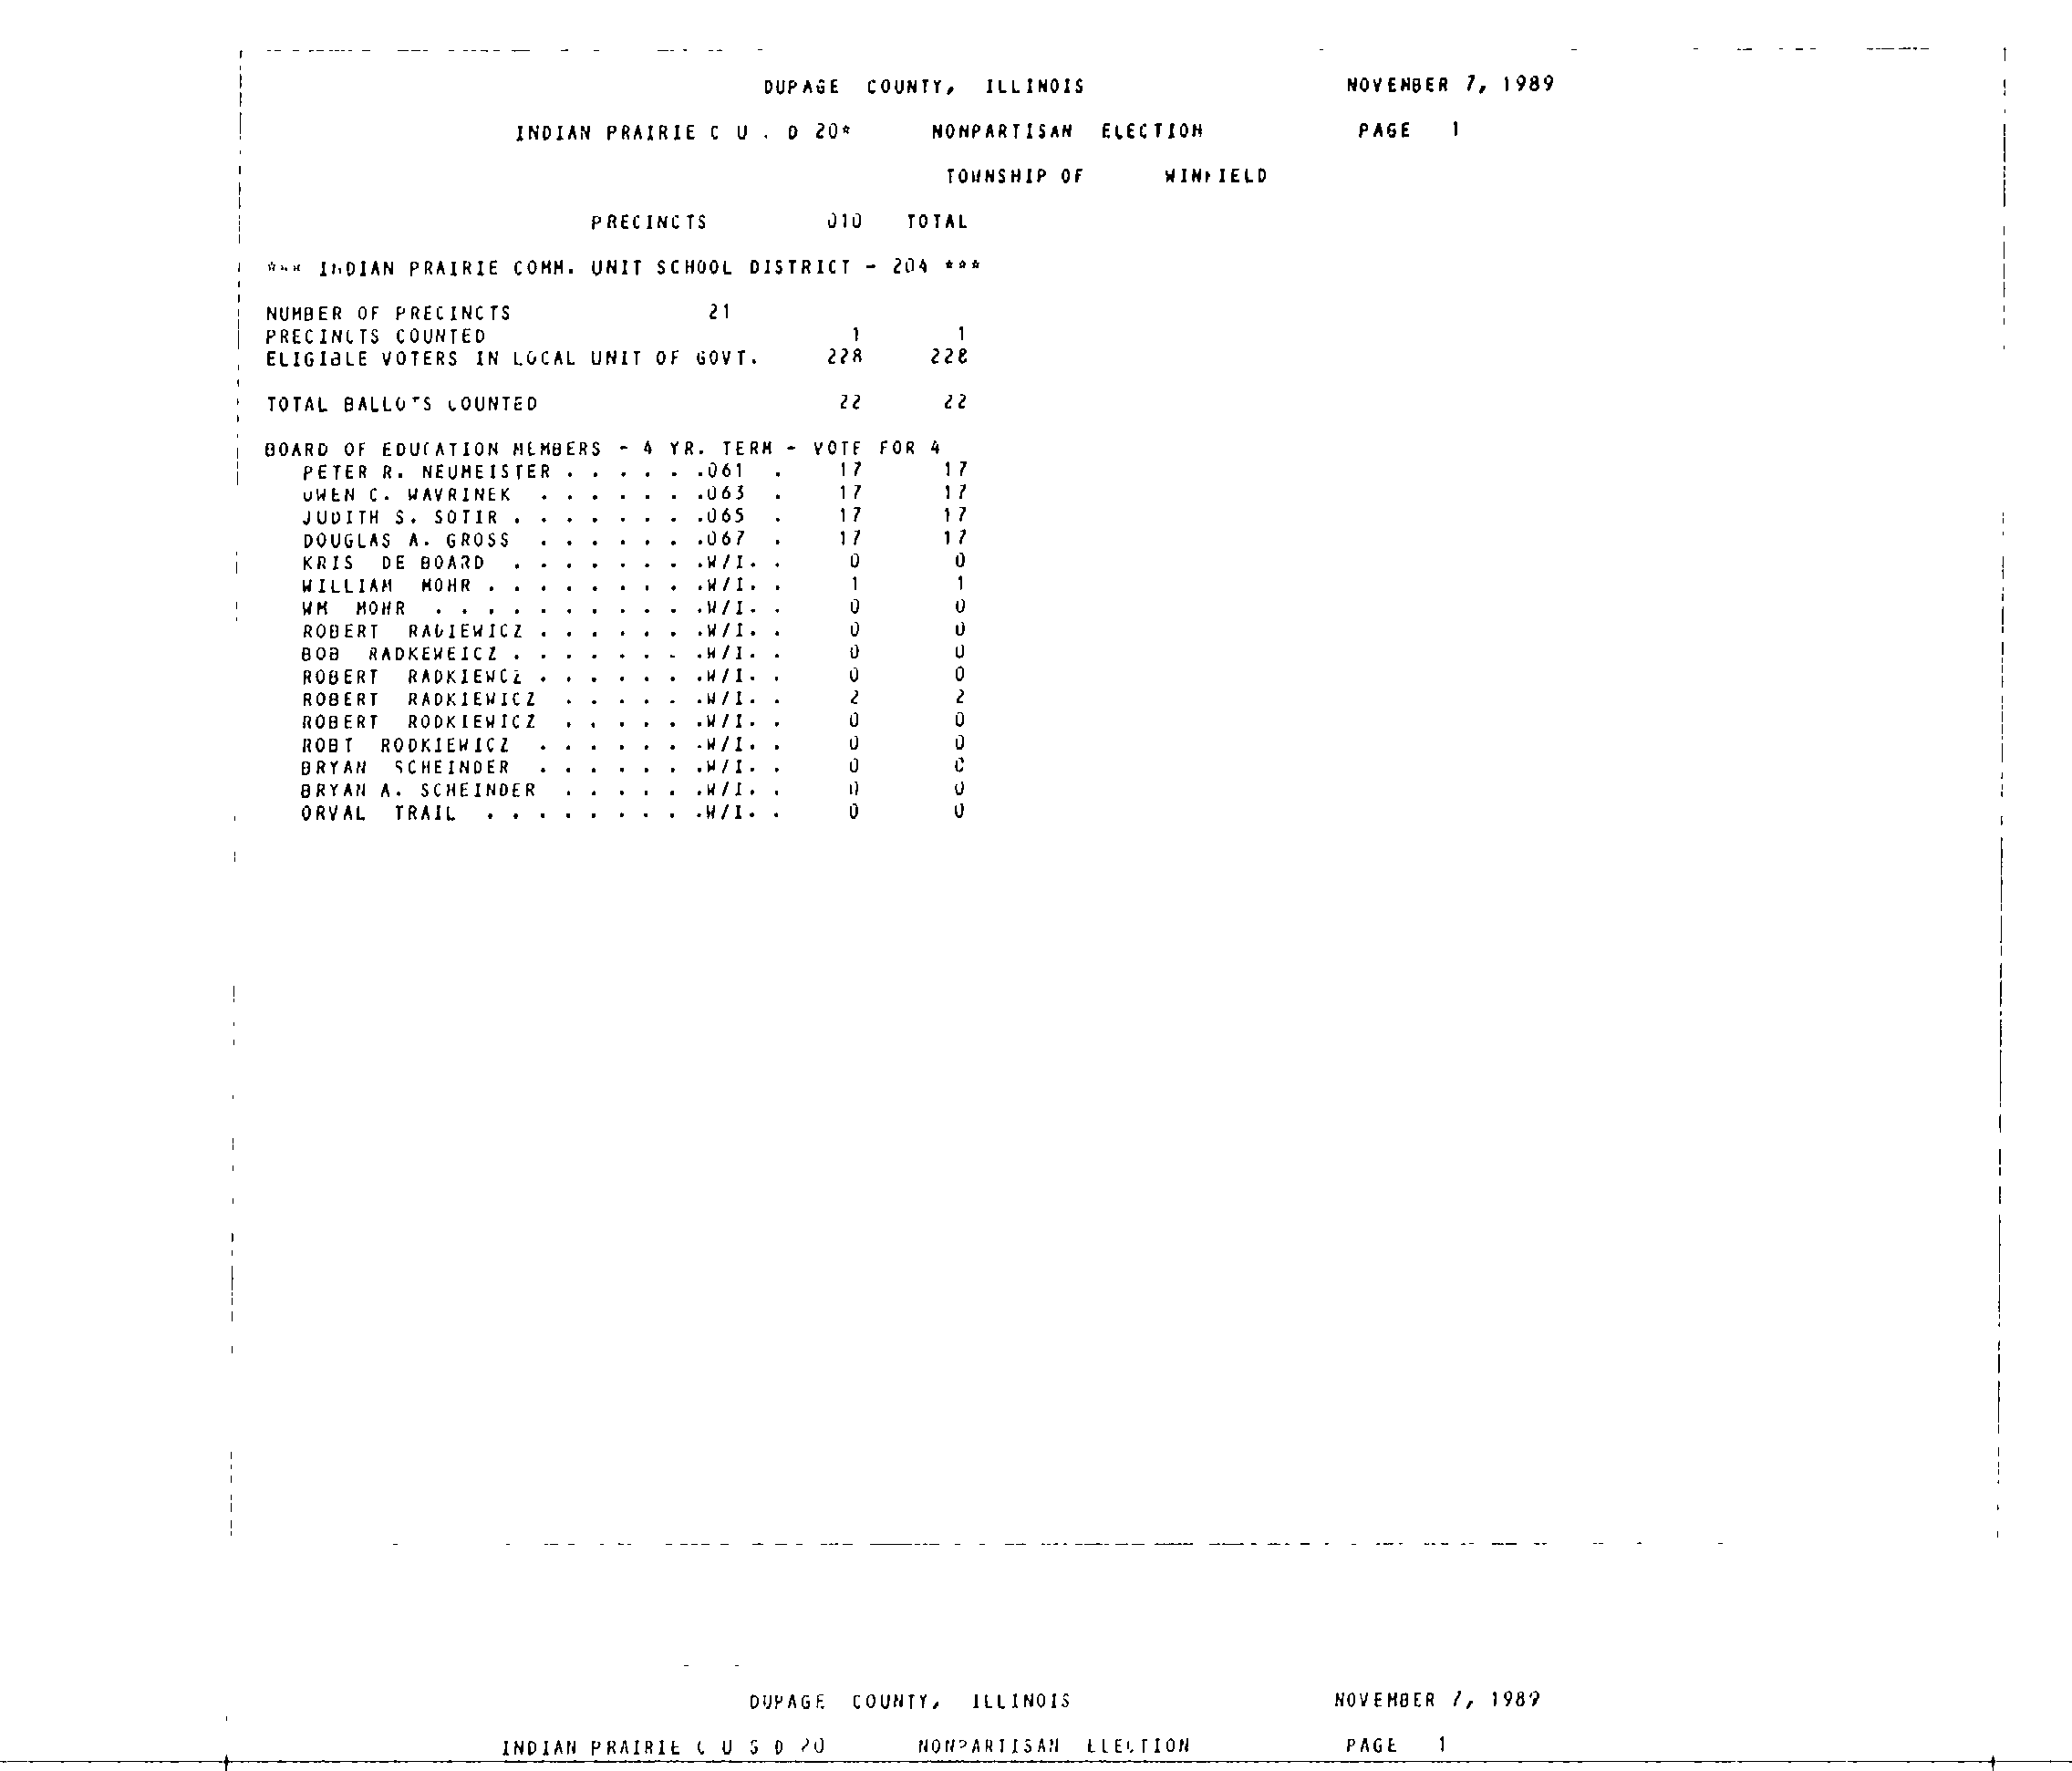 DUPAGE COUNTY, ILLINOIS NOVEMBER 7, 1989
INDIAN PRAIRIE C U . D 20* NONPARTISAN ELECTION PAGE 1
TOWNSHIP OF WINFIELD
PRECINCTS 010 TOTAL
*** INDIAN PRAIRIE COMM. UNIT SCHOOL DISTRICT - 204 ***
NUMBER OF PRECINCTS 21
PRECINCTS COUNTED 1 1
ELIGIBLE VOTERS IN LOCAL UNIT OF GOVT. 228 228
TOTAL BALLOTS COUNTED 22 22
BOARD OF EDUCATION MEMBERS - 4 YR. TERM - VOTE FOR 4
PETER R. NEUMEISTER . . . . . .061 . 17 17
OWEN C. WAVRINEK . . . . . . .063 . 17 17
JUDITH S. SOTIR . . . . . . . .065 . 17 17
DOUGLAS A. GROSS . . . . . . .067 . 17 17
KRIS DE BOARD . . . . . . . .W/I. . 0 0
WILLIAM MOHR . . . . . . . . .W/I. . 1 1
WM MOHR . . . . . . . . . . .W/I. . 0 0
ROBERT RADIEWICZ . . . . . . .W/I. . 0 0
BOB RADKEWEICZ . . . . . . . .W/I. . 0 0
ROBERT RADKIEWCZ . . . . . . .W/I. . 0 0
ROBERT RADKIEWICZ . . . . . .W/I. . 2 2
ROBERT RODKIEWICZ . . . . . .W/I. . 0 0
ROBT RODKIEWICZ . . . . . . .W/I. . 0 0
BRYAN SCHEINDER . . . . . . .W/I. . 0 0
BRYAN A. SCHEINDER . . . . . .W/I. . 0 0
ORVAL TRAIL . . . . . . . . .W/I. . 0 0
DUPAGE COUNTY, ILLINOIS NOVEMBER 7, 1989
INDIAN PRAIRIE C U S D 20 NONPARTISAN ELECTION PAGE 1